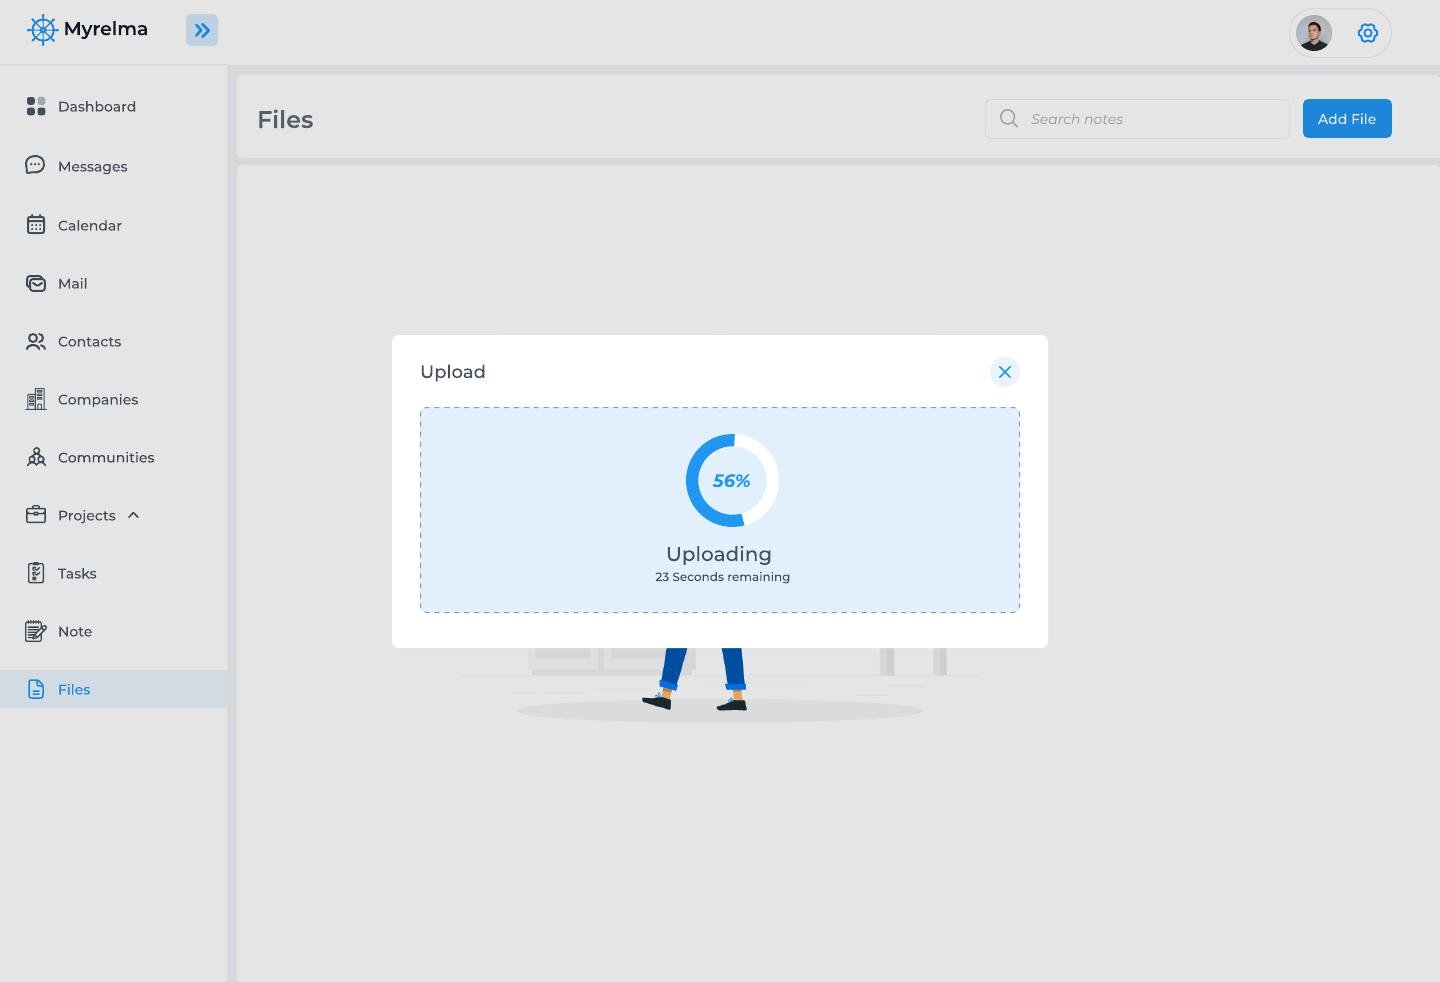 Myrelma
Dashboard
Messages
Calendar
Mail
Contacts
Companies
Communities
Projects
Tasks
Note
Files
Files
Search notes
Add File
Upload
56%
Uploading
23 Seconds remaining